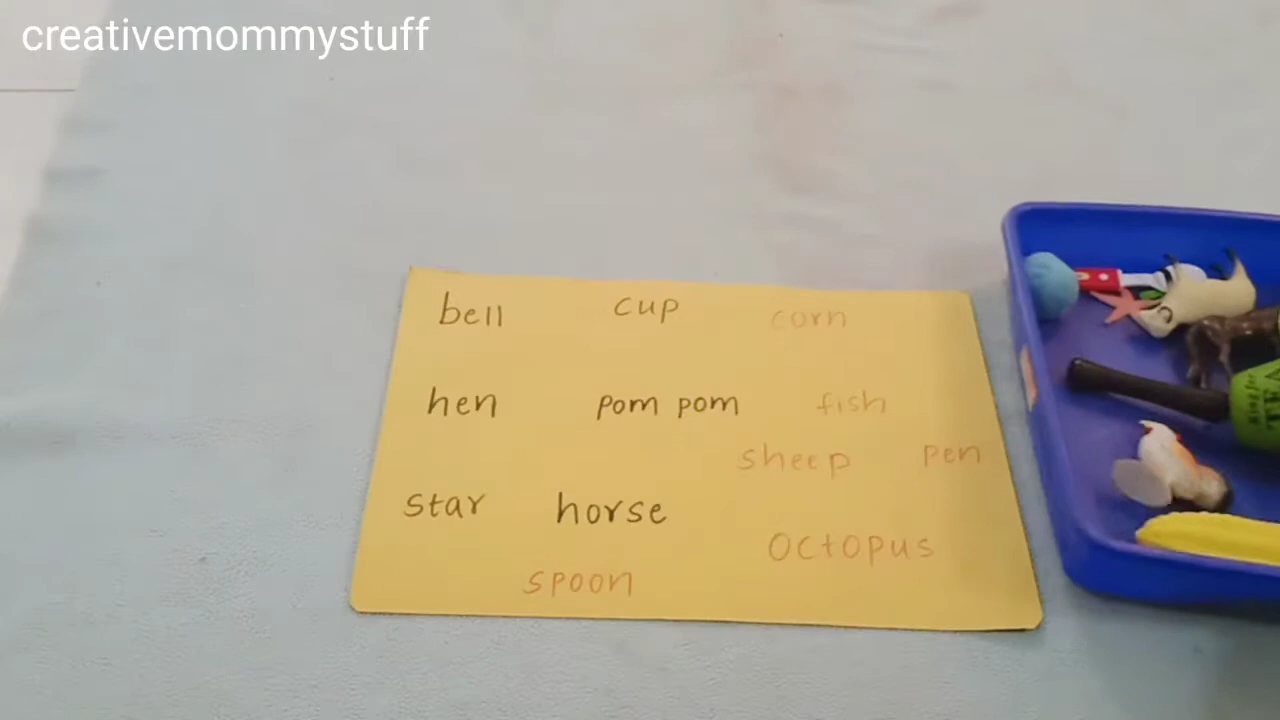 creativemommystuff
bell cup corn
hen pom pom fish
sheep pen
star horse
octopus
spoon